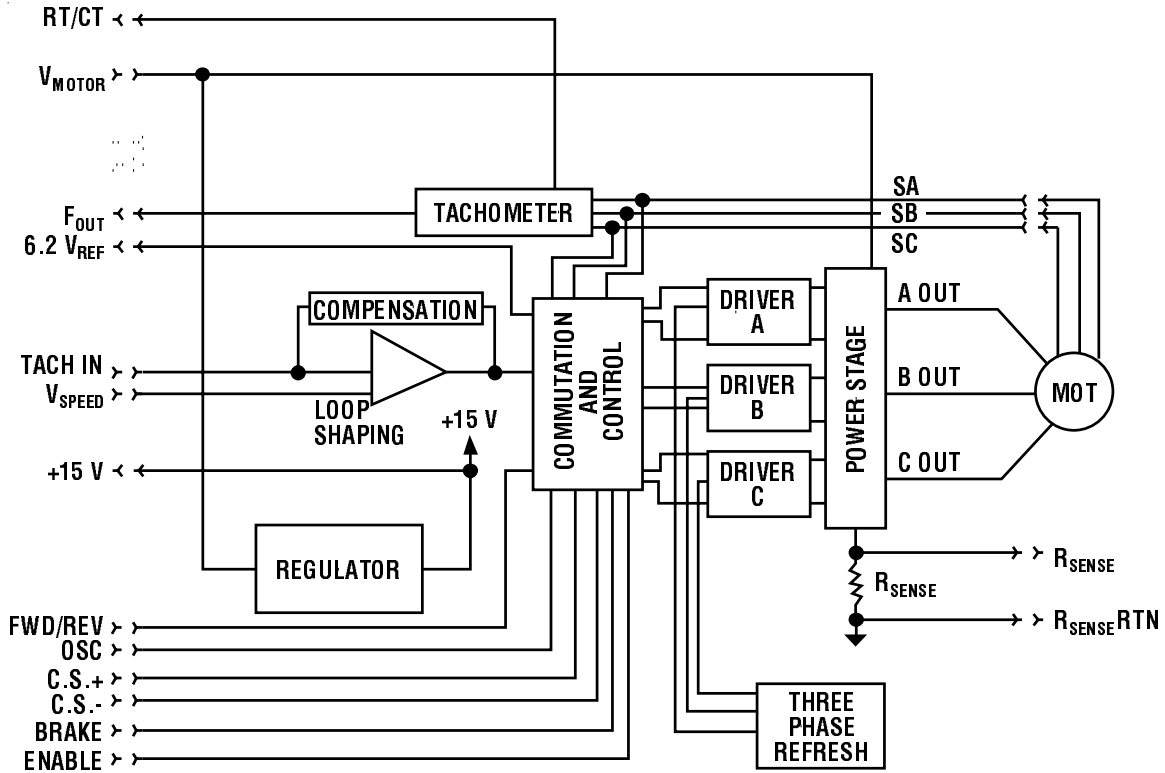 RT/CT
VMOTOR
FOUT
6.2 VREF
TACHOMETER
SA
SB
SC
COMPENSATION
TACH IN
VSPEED
LOOP
SHAPING
+15 V
+15 V
COMMUTATION
AND
CONTROL
DRIVER
A
DRIVER
B
DRIVER
C
POWER STAGE
A OUT
B OUT
C OUT
MOT
REGULATOR
RSENSE
RSENSE
RSENSE RTN
FWD/REV
OSC
C.S.+
C.S.-
BRAKE
ENABLE
THREE
PHASE
REFRESH